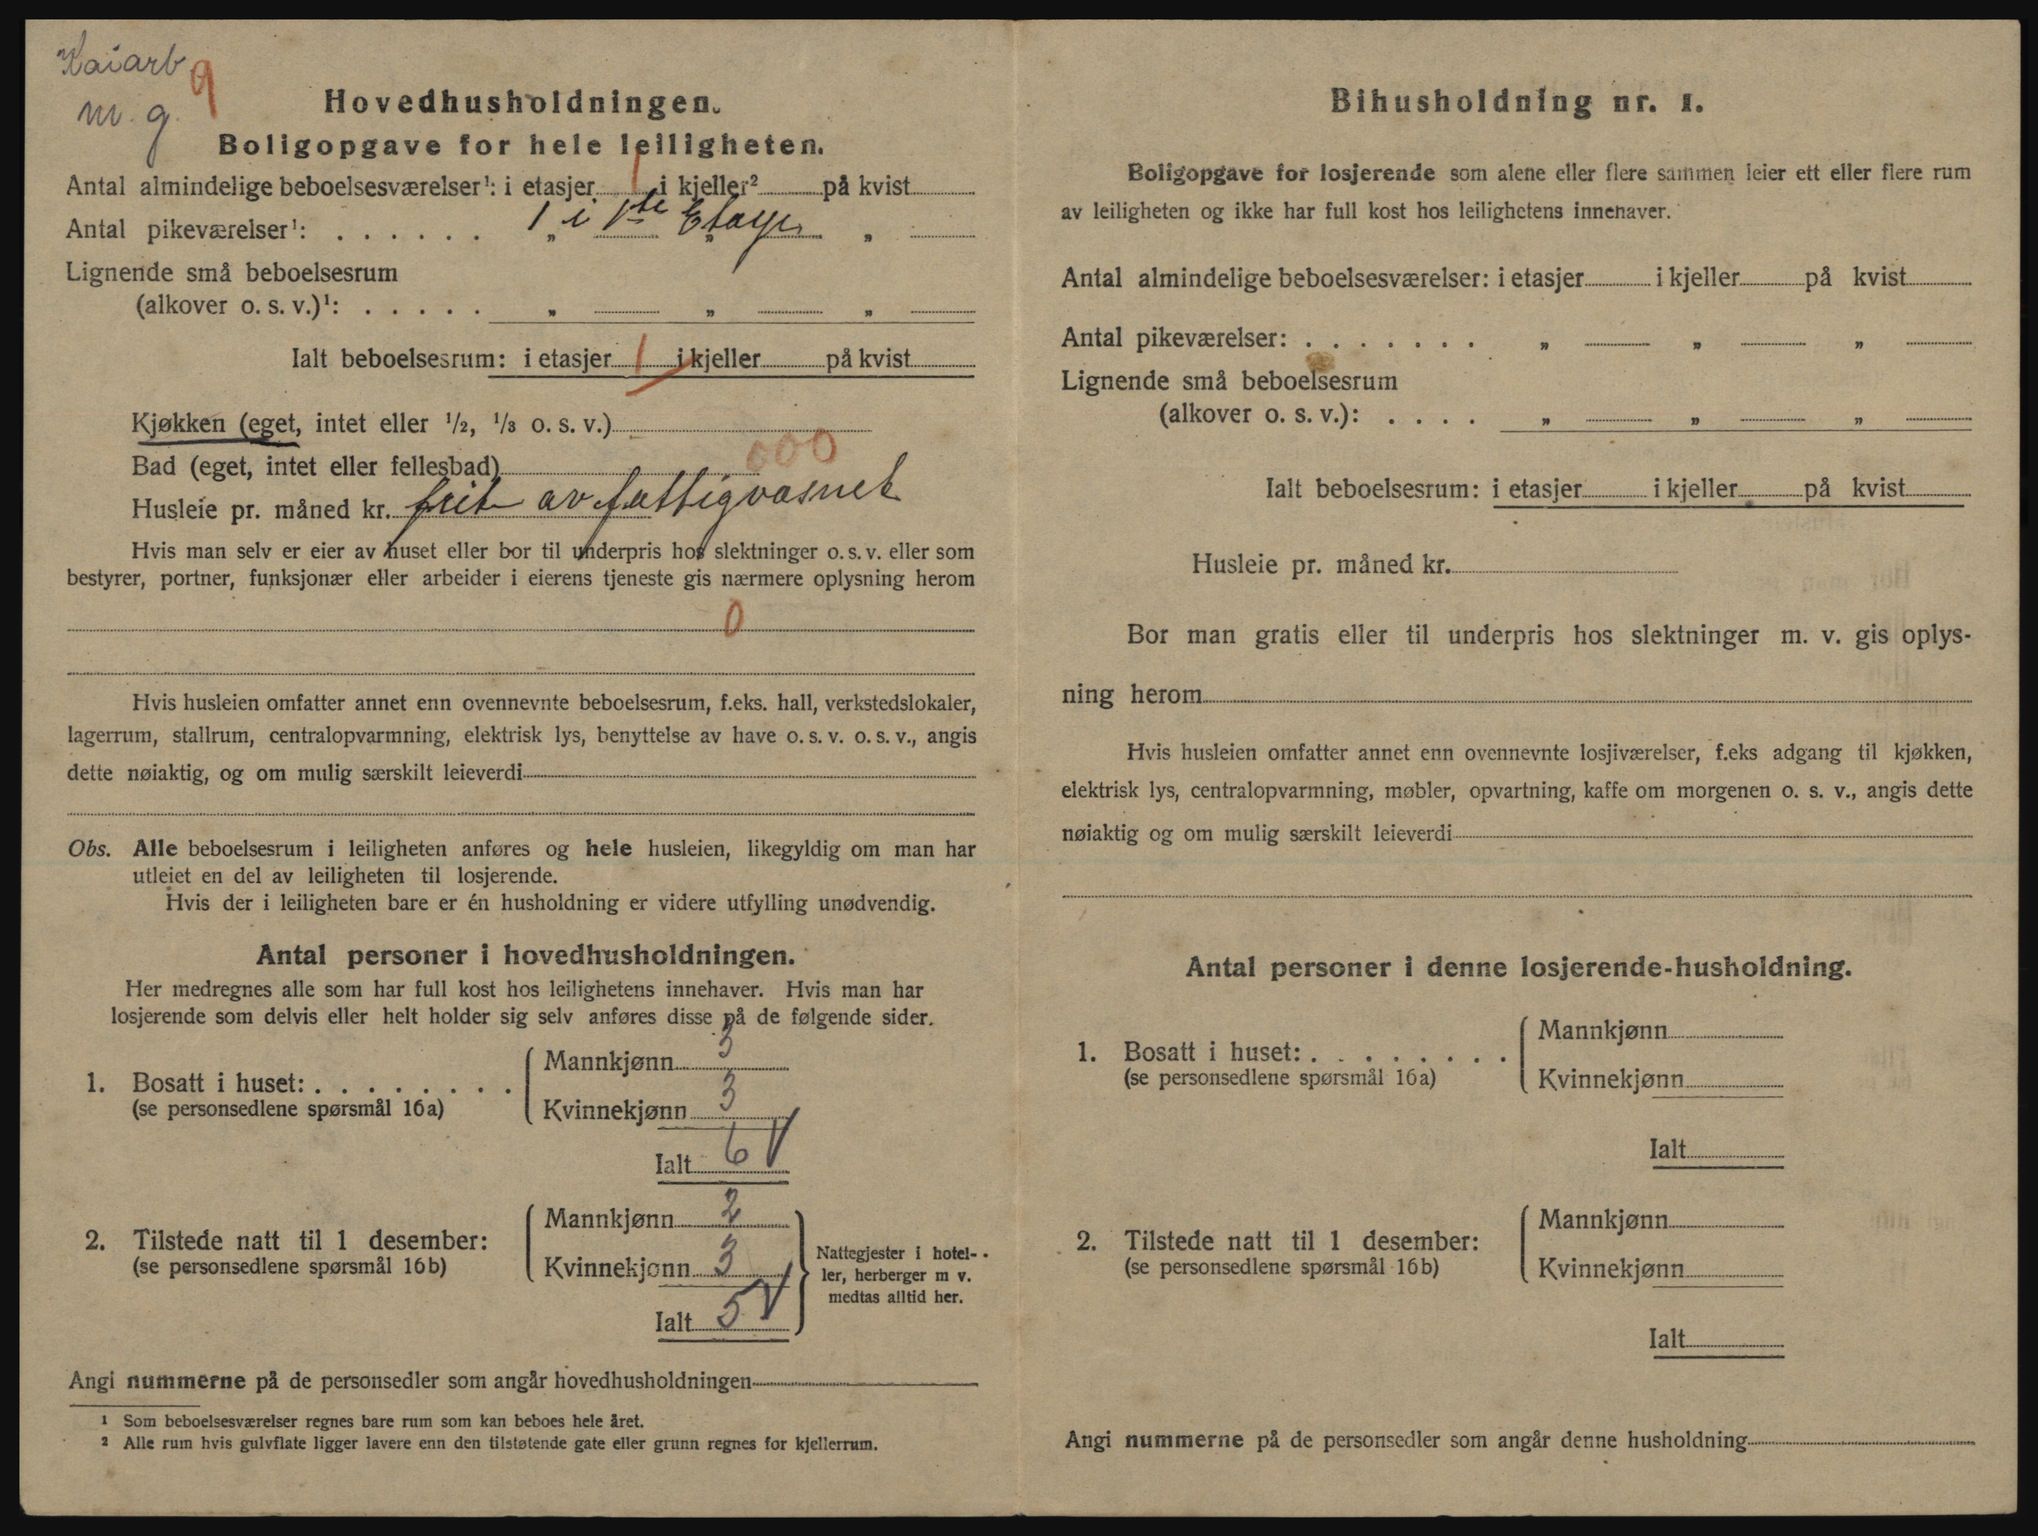 Kaiarb
m. g.
9
Hovedhusholdningen.
Boligopgave for hele leiligheten.
Antal almindelige beboelsesværelser¹: i etasjer 1 i kjeller² på kvist
Antal pikeværelser¹: . . . . . . 1 i 1ste Etasje „ „ „
Lignende små beboelsesrum
(alkover o. s. v.)¹: . . . . . „ „ „
Ialt beboelsesrum: i etasjer 1 i kjeller på kvist
Kjøkken (eget, intet eller 1/2, 1/3 o. s. v.)
Bad (eget, intet eller fellesbad) 000
Husleie pr. måned kr. frit av fattigvæsnet
Hvis man selv er eier av huset eller bor til underpris hos slektninger o. s. v. eller som
bestyrer, portner, funksjonær eller arbeider i eierens tjeneste gis nærmere oplysning herom
0
Hvis husleien omfatter annet enn ovennevnte beboelsesrum, f.eks. hall, verkstedslokaler,
lagerrum, stallrum, centralopvarmning, elektrisk lys, benyttelse av have o. s. v. o. s. v., angis
dette nøiaktig, og om mulig særskilt leieverdi
Obs. Alle beboelsesrum i leiligheten anføres og hele husleien, likegyldig om man har
utleiet en del av leiligheten til losjerende.
Hvis der i leiligheten bare er én husholdning er videre utfylling unødvendig.
Antal personer i hovedhusholdningen.
Her medregnes alle som har full kost hos leilighetens innehaver. Hvis man har
losjerende som delvis eller helt holder sig selv anføres disse på de følgende sider.
Mannkjønn 3
1. Bosatt i huset: . . . . . . . .
(se personsedlene spørsmål 16a)
Kvinnekjønn 3
Ialt 6 V
Mannkjønn 2
2. Tilstede natt til 1 desember:
(se personsedlene spørsmål 16b)
Kvinnekjønn 3
Ialt 5 V
Nattegjester i hotel-
ler, herberger m v.
medtas alltid her.
Angi nummerne på de personsedler som angår hovedhusholdningen
1 Som beboelsesværelser regnes bare rum som kan beboes hele året.
2 Alle rum hvis gulvflate ligger lavere enn den tilstøtende gate eller grunn regnes for kjellerrum.
Bihusholdning nr. 1.
Boligopgave for losjerende som alene eller flere sammen leier ett eller flere rum
av leiligheten og ikke har full kost hos leilighetens innehaver.
Antal almindelige beboelsesværelser: i etasjer i kjeller på kvist
Antal pikeværelser: . . . . . . . „ „ „
Lignende små beboelsesrum
(alkover o. s. v.): . . . . „ „ „
Ialt beboelsesrum: i etasjer i kjeller på kvist
Husleie pr. måned kr.
Bor man gratis eller til underpris hos slektninger m. v. gis oplys-
ning herom
Hvis husleien omfatter annet enn ovennevnte losjiværelser, f.eks adgang til kjøkken,
elektrisk lys, centralopvarmning, møbler, opvartning, kaffe om morgenen o. s. v., angis dette
nøiaktig og om mulig særskilt leieverdi
Antal personer i denne losjerende-husholdning.
Mannkjønn
1. Bosatt i huset: . . . . . . . .
(se personsedlene spørsmål 16a)
Kvinnekjønn
Ialt
Mannkjønn
2. Tilstede natt til 1 desember:
(se personsedlene spørsmål 16b)
Kvinnekjønn
Ialt
Angi nummerne på de personsedler som angår denne husholdning